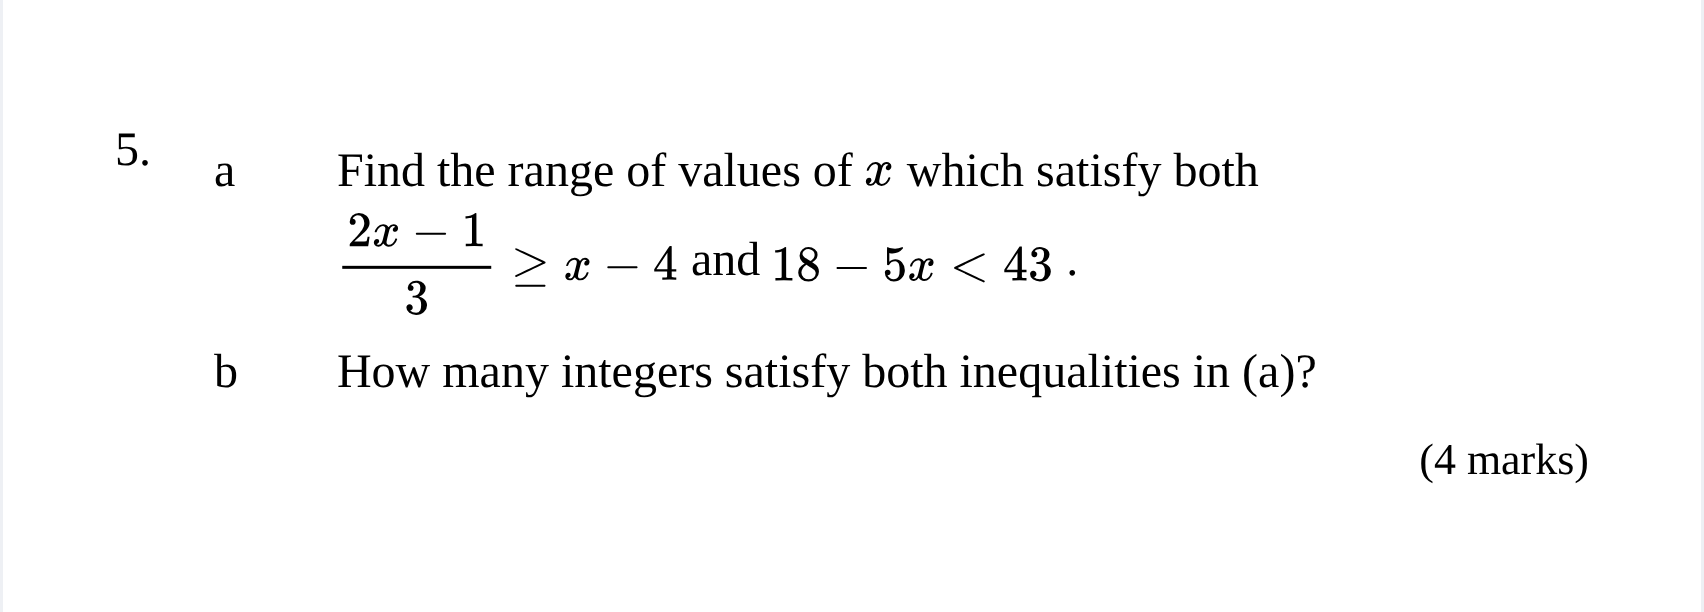 5.
a Find the range of values of x which satisfy both
\frac{2x - 1}{3} ≥ x − 4 and 18 − 5x < 43 .
b How many integers satisfy both inequalities in (a)?
(4 marks)